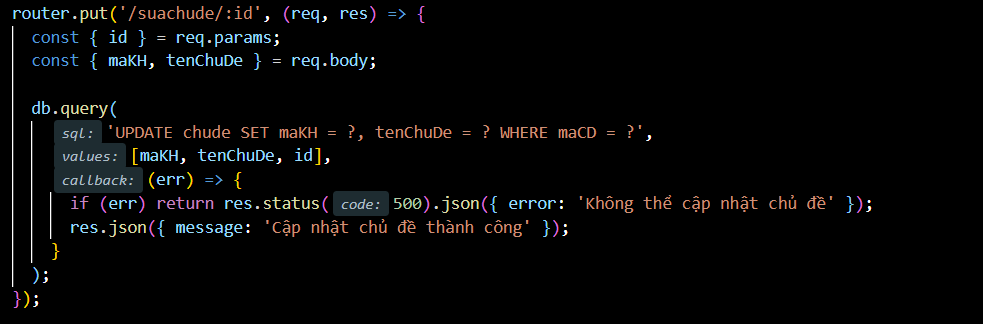 router.put('/suachude/:id', (req, res) => {
  const { id } = req.params;
  const { maKH, tenChuDe } = req.body;
  db.query(
    sql: 'UPDATE chude SET maKH = ?, tenChuDe = ? WHERE maCD = ?',
    values: [maKH, tenChuDe, id],
    callback: (err) => {
      if (err) return res.status( code: 500).json({ error: 'Không thể cập nhật chủ đề' });
      res.json({ message: 'Cập nhật chủ đề thành công' });
    }
  );
});